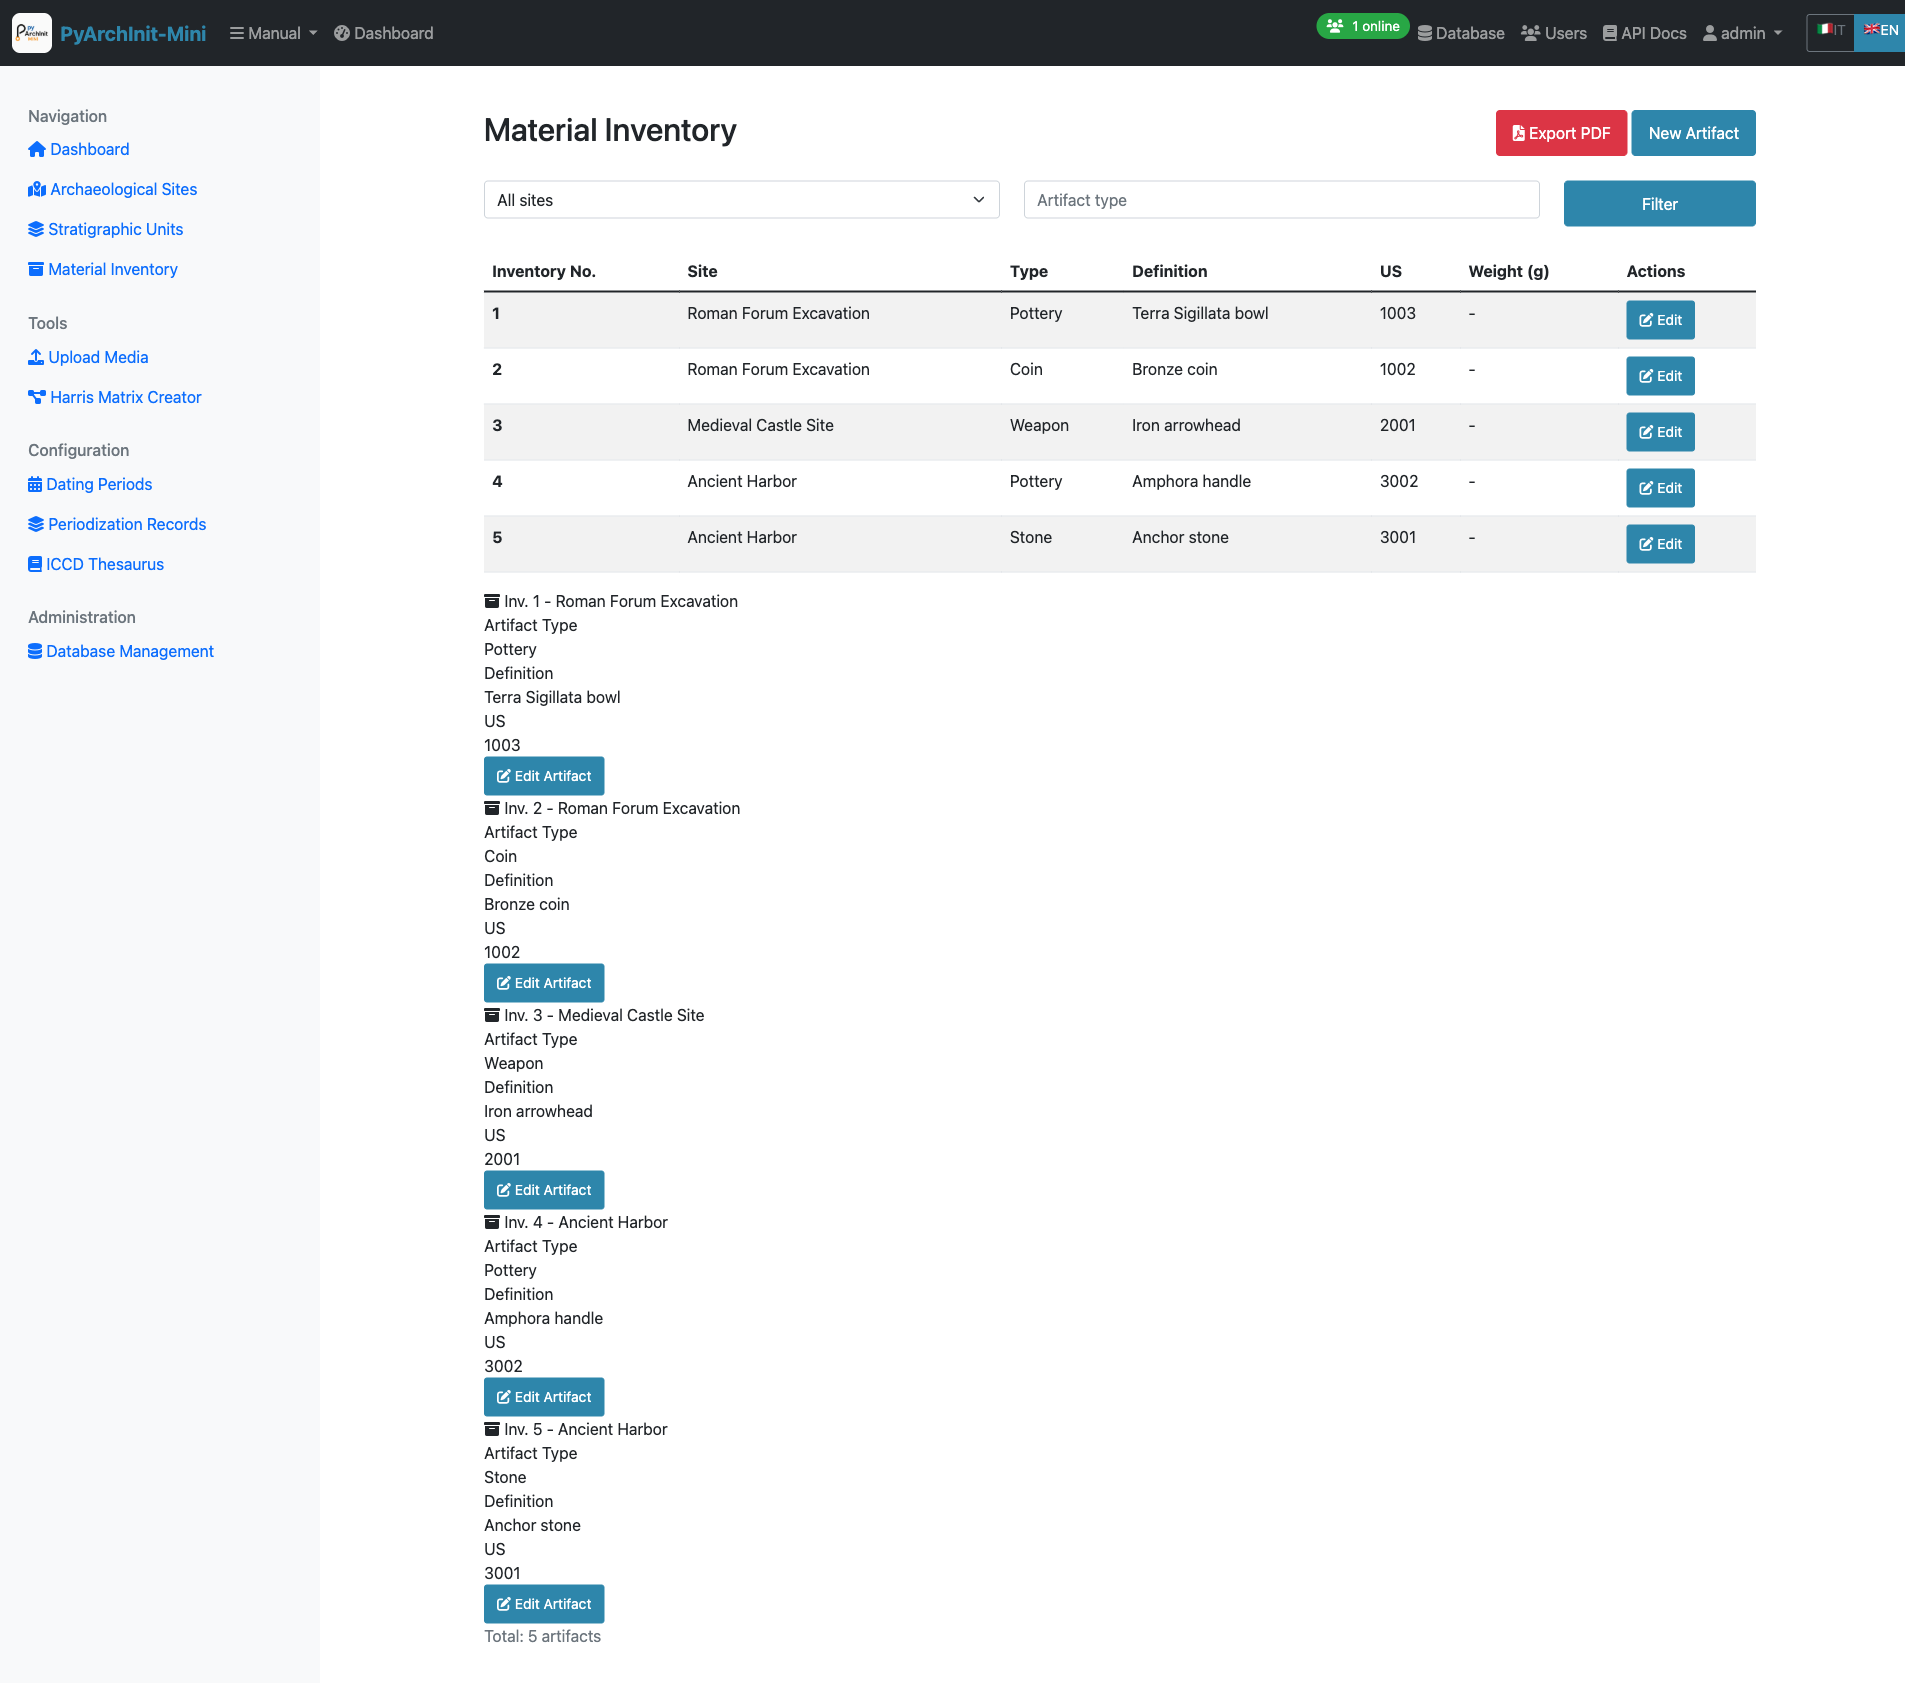 PyArchInit-Mini Manual Dashboard 1 online Database Users API Docs admin IT EN
Navigation
Dashboard
Archaeological Sites
Stratigraphic Units
Material Inventory
Tools
Upload Media
Harris Matrix Creator
Configuration
Dating Periods
Periodization Records
ICCD Thesaurus
Administration
Database Management
Material Inventory
Export PDF New Artifact
All sites Artifact type Filter
Inventory No. Site Type Definition US Weight (g) Actions
1 Roman Forum Excavation Pottery Terra Sigillata bowl 1003 - Edit
2 Roman Forum Excavation Coin Bronze coin 1002 - Edit
3 Medieval Castle Site Weapon Iron arrowhead 2001 - Edit
4 Ancient Harbor Pottery Amphora handle 3002 - Edit
5 Ancient Harbor Stone Anchor stone 3001 - Edit
Inv. 1 - Roman Forum Excavation
Artifact Type
Pottery
Definition
Terra Sigillata bowl
US
1003
Edit Artifact
Inv. 2 - Roman Forum Excavation
Artifact Type
Coin
Definition
Bronze coin
US
1002
Edit Artifact
Inv. 3 - Medieval Castle Site
Artifact Type
Weapon
Definition
Iron arrowhead
US
2001
Edit Artifact
Inv. 4 - Ancient Harbor
Artifact Type
Pottery
Definition
Amphora handle
US
3002
Edit Artifact
Inv. 5 - Ancient Harbor
Artifact Type
Stone
Definition
Anchor stone
US
3001
Edit Artifact
Total: 5 artifacts